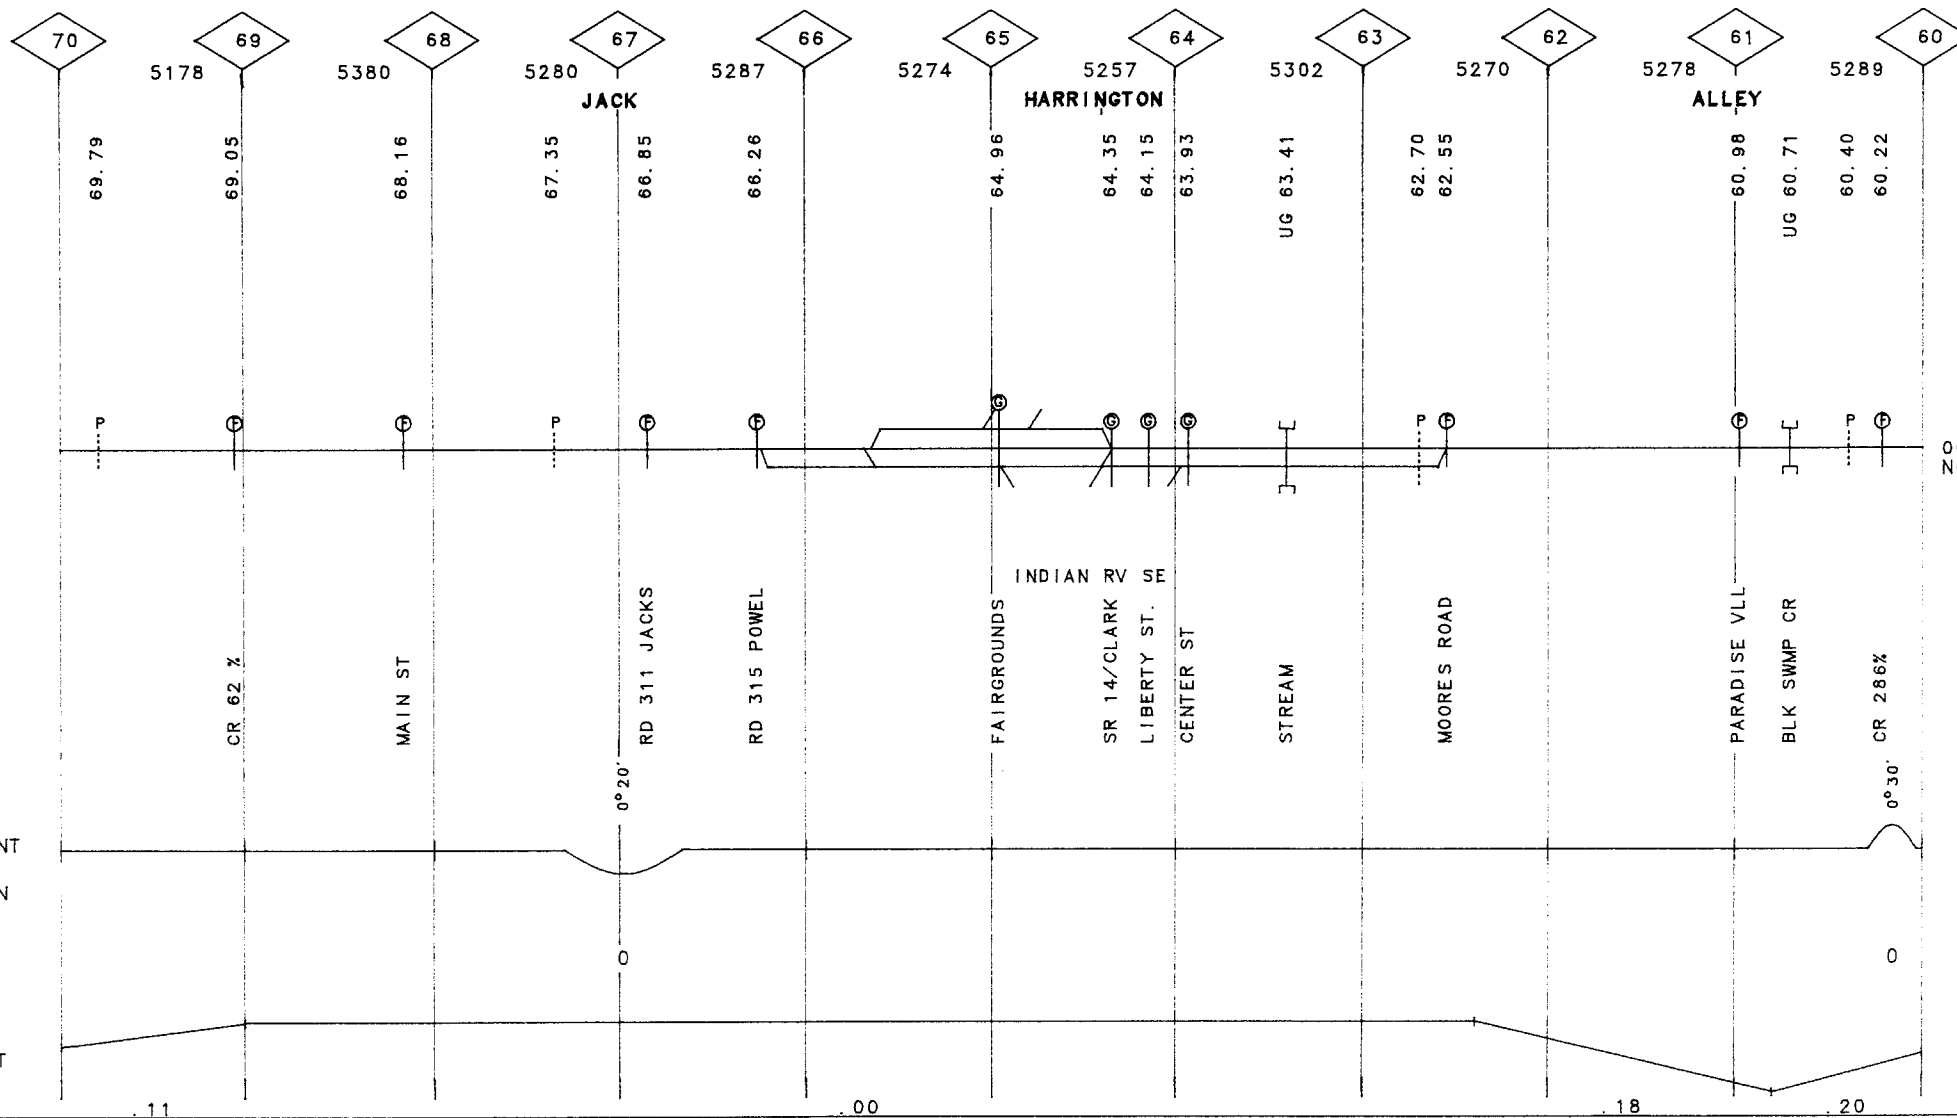 70 69 68 67 66 65 64 63 62 61 60
5178 5380 5280 5287 5274 5257 5302 5270 5278 5289
JACK HARRINGTON ALLEY
69.79
69.05
68.16
67.35
66.85
66.26
64.96
64.35
64.15
63.93
UG 63.41
62.70
62.55
60.98
UG 60.71
60.40
60.22
P F F P F F G G G G P F F P F
0
N
INDIAN RV SE
CR 62 %
MAIN ST
RD 311 JACKS
RD 315 POWEL
FAIRGROUNDS
SR 14/CLARK
LIBERTY ST.
CENTER ST
STREAM
MOORES ROAD
PARADISE VLL
BLK SWMP CR
CR 286%
0°20'
0°30'
NT
N
0 0
T
.11 .00 .18 .20